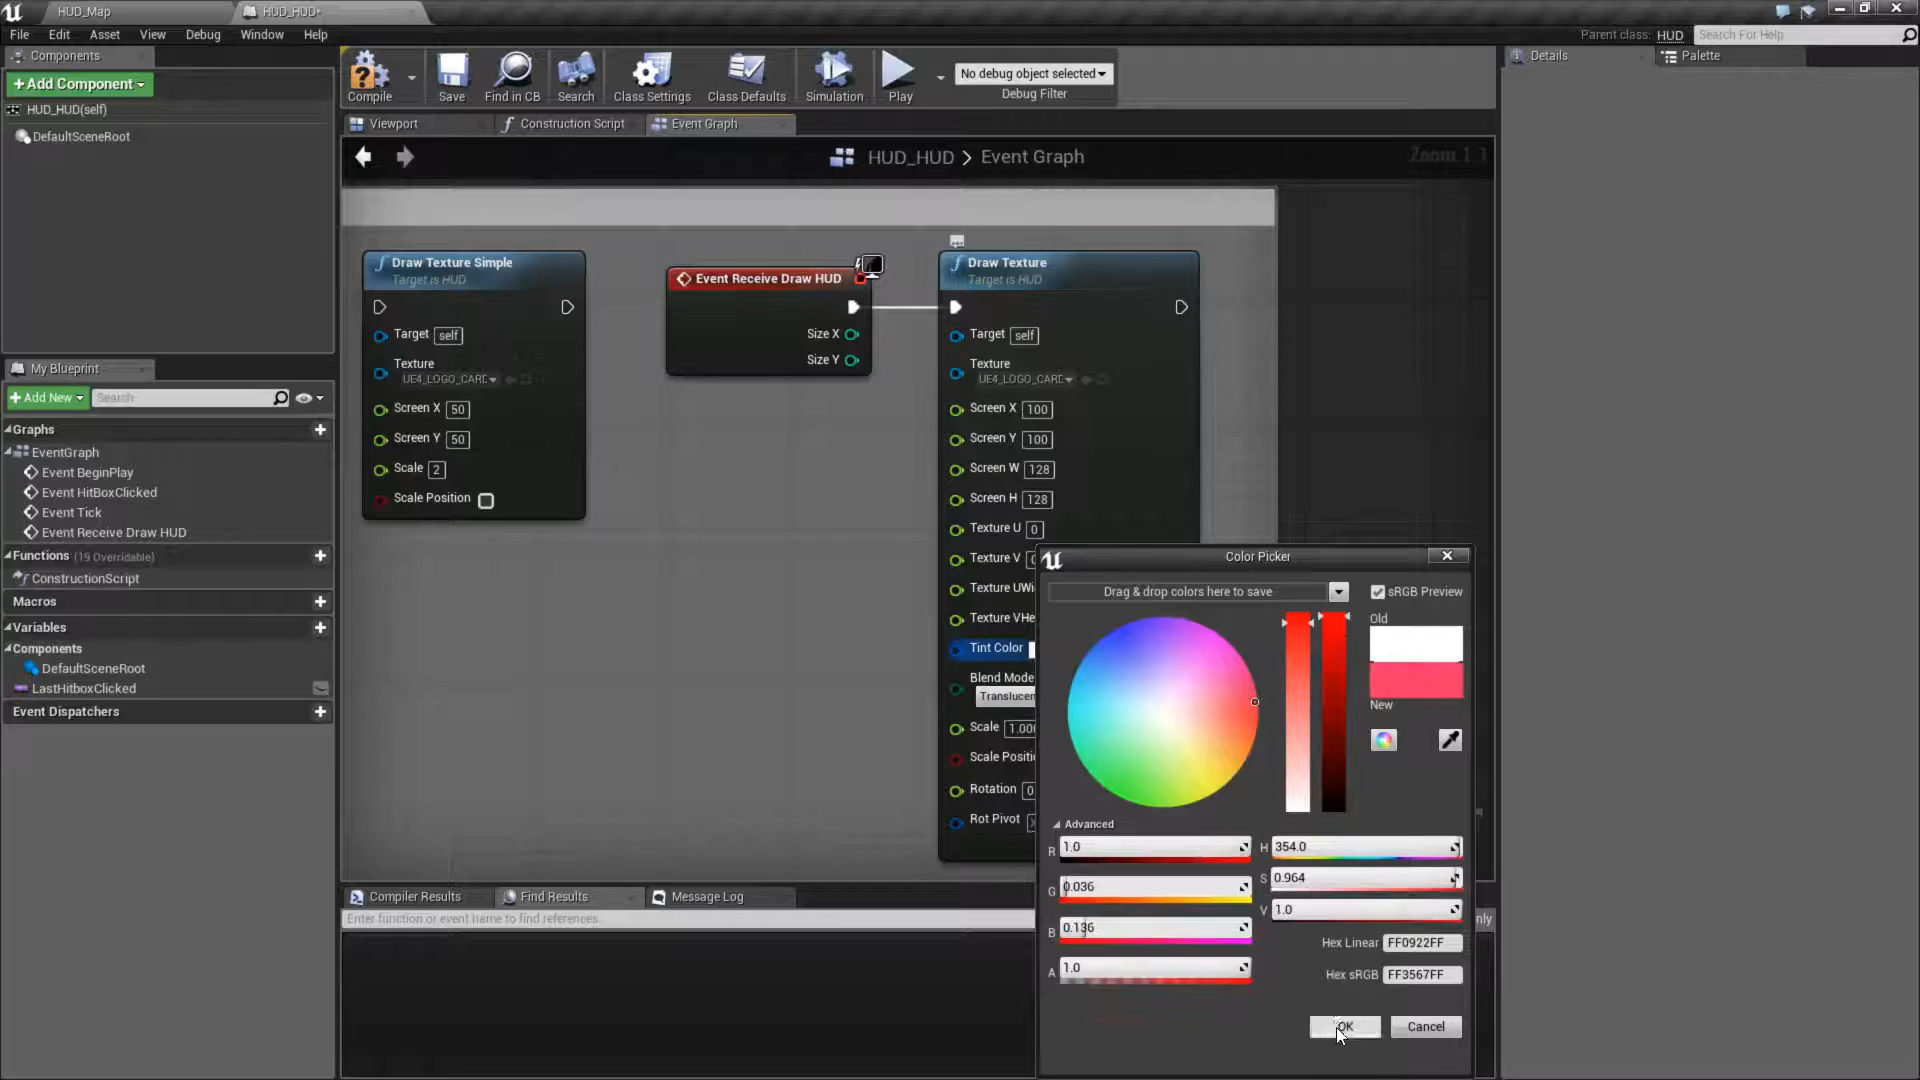 HUD_Map
HUD_HUD*
File Edit Asset View Debug Window Help
Parent class: HUD
Search For Help
Components
+Add Component
HUD_HUD(self)
DefaultSceneRoot
Compile
Save
Find in CB
Search
Class Settings
Class Defaults
Simulation
Play
No debug object selected
Debug Filter
Details
Palette
Viewport
Construction Script
Event Graph
HUD_HUD > Event Graph
Zoom 1:1
Draw Texture Simple
Target is HUD
Target self
Texture
Screen X 50
Screen Y 50
Scale 2
Scale Position
Event Receive Draw HUD
Size X
Size Y
Draw Texture
Target is HUD
Target self
Texture
Screen X 100
Screen Y 100
Screen W 128
Screen H 128
Texture U 0
Texture V
Texture UWi
Texture VHe
Tint Color
Blend Mode
Translucen
Scale 1.00
Scale Positi
Rotation 0
Rot Pivot
My Blueprint
+Add New
Search
Graphs
EventGraph
Event BeginPlay
Event HitBoxClicked
Event Tick
Event Receive Draw HUD
Functions (19 Overridable)
ConstructionScript
Macros
Variables
Components
DefaultSceneRoot
LastHitboxClicked
Event Dispatchers
Compiler Results
Find Results
Message Log
Enter function or event name to find references.
nly
Color Picker
Drag & drop colors here to save
sRGB Preview
Old
New
Advanced
R 1.0
G 0.036
B 0.136
A 1.0
H 354.0
S 0.964
V 1.0
Hex Linear FF0922FF
Hex sRGB FF3567FF
OK
Cancel